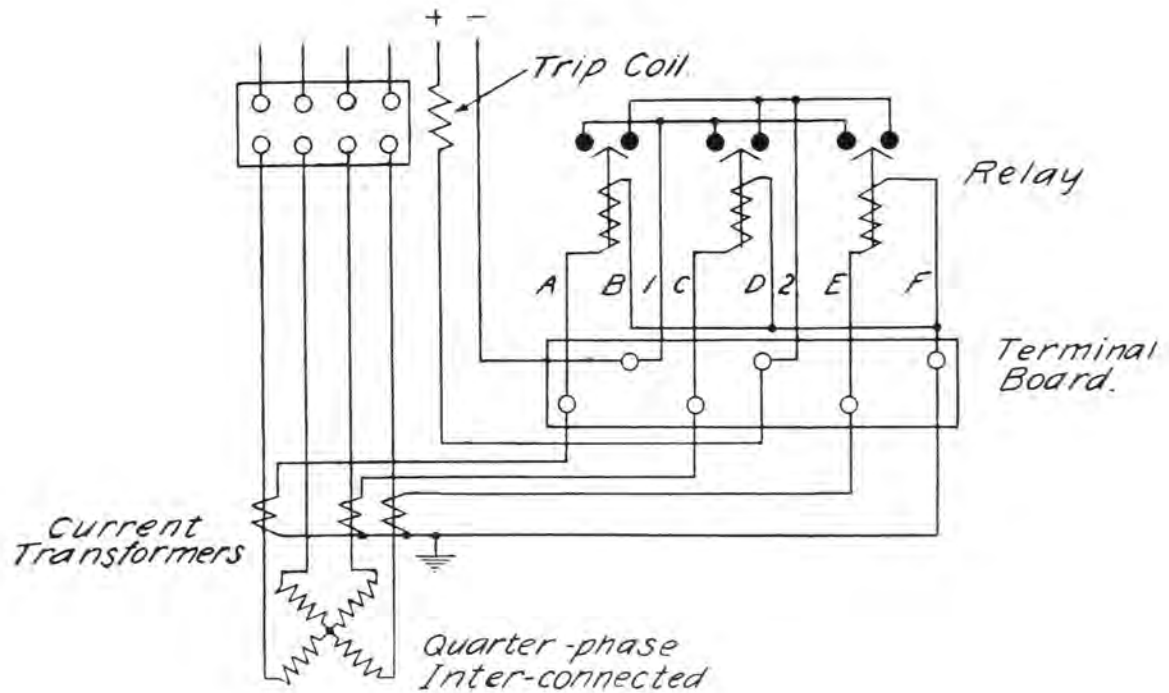 + −
Trip Coil.
Relay
A B 1 C D 2 E F
Terminal
Board.
Current
Transformers
Quarter-phase
Inter-connected